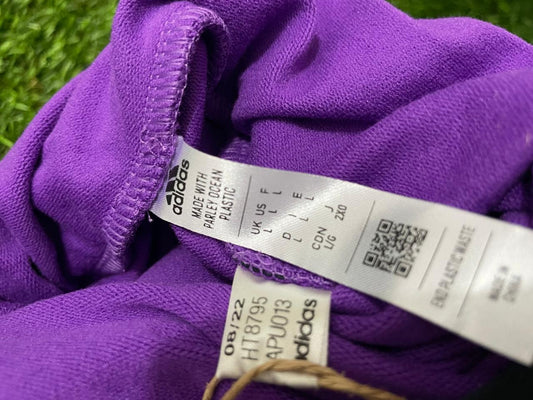 adidas
MADE WITH
PARLEY OCEAN
PLASTIC
UK US F
L L L
D I E
L L L
CDN J
L/G 2XO
END PLASTIC WASTE
MADE IN
CHINA
08/22
HT8795
APU013
adidas